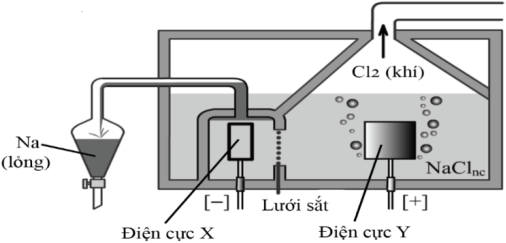 Cl₂ (khí)
Na
(lỏng)
NaClnc
[−]
Lưới sắt
[+]
Điện cực X
Điện cực Y